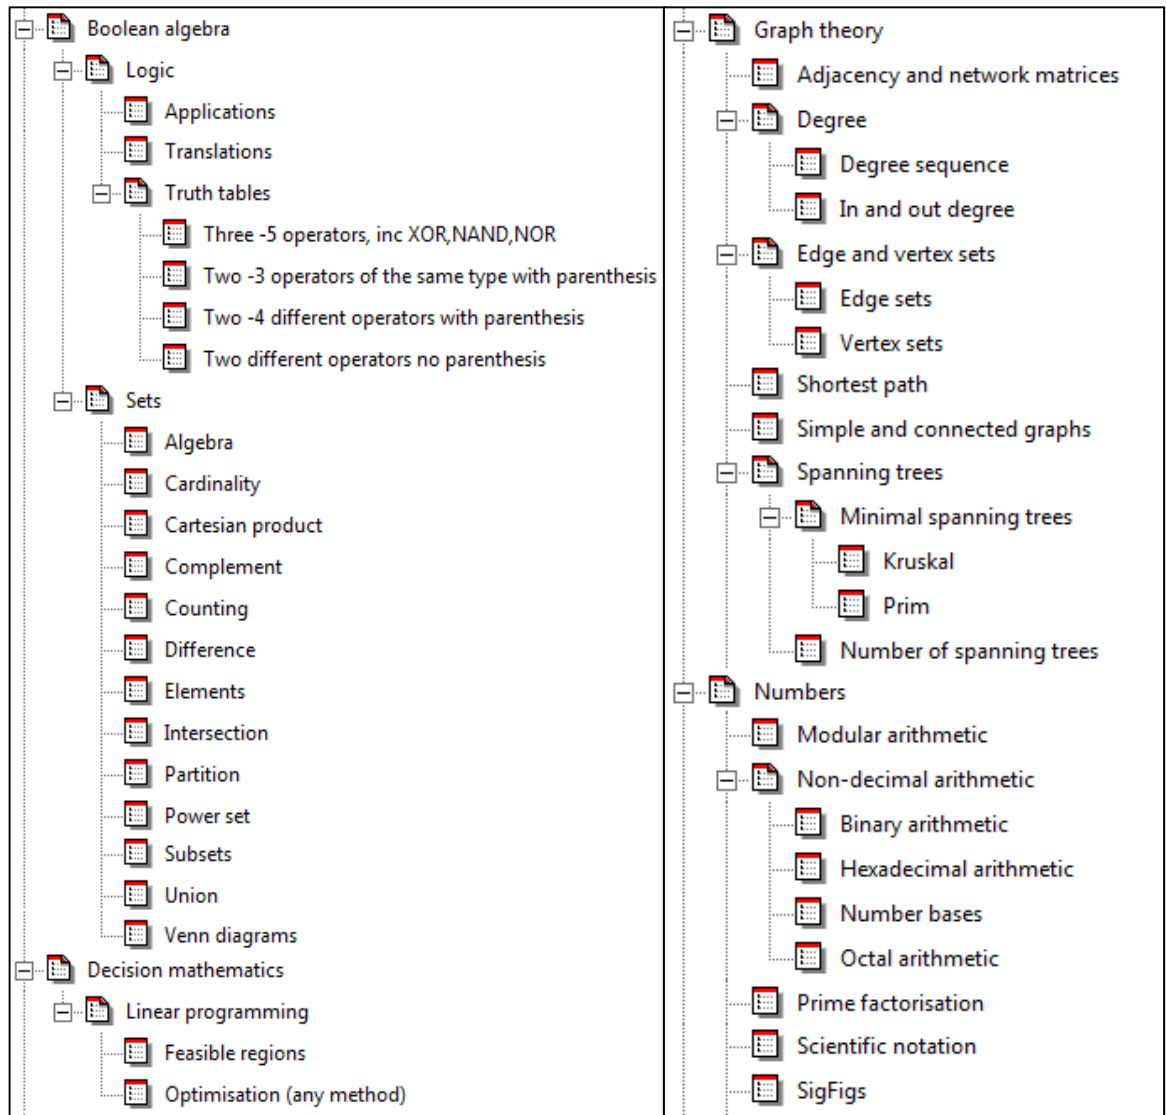 Boolean algebra
Logic
Applications
Translations
Truth tables
Three -5 operators, inc XOR,NAND,NOR
Two -3 operators of the same type with parenthesis
Two -4 different operators with parenthesis
Two different operators no parenthesis
Sets
Algebra
Cardinality
Cartesian product
Complement
Counting
Difference
Elements
Intersection
Partition
Power set
Subsets
Union
Venn diagrams
Decision mathematics
Linear programming
Feasible regions
Optimisation (any method)
Graph theory
Adjacency and network matrices
Degree
Degree sequence
In and out degree
Edge and vertex sets
Edge sets
Vertex sets
Shortest path
Simple and connected graphs
Spanning trees
Minimal spanning trees
Kruskal
Prim
Number of spanning trees
Numbers
Modular arithmetic
Non-decimal arithmetic
Binary arithmetic
Hexadecimal arithmetic
Number bases
Octal arithmetic
Prime factorisation
Scientific notation
SigFigs